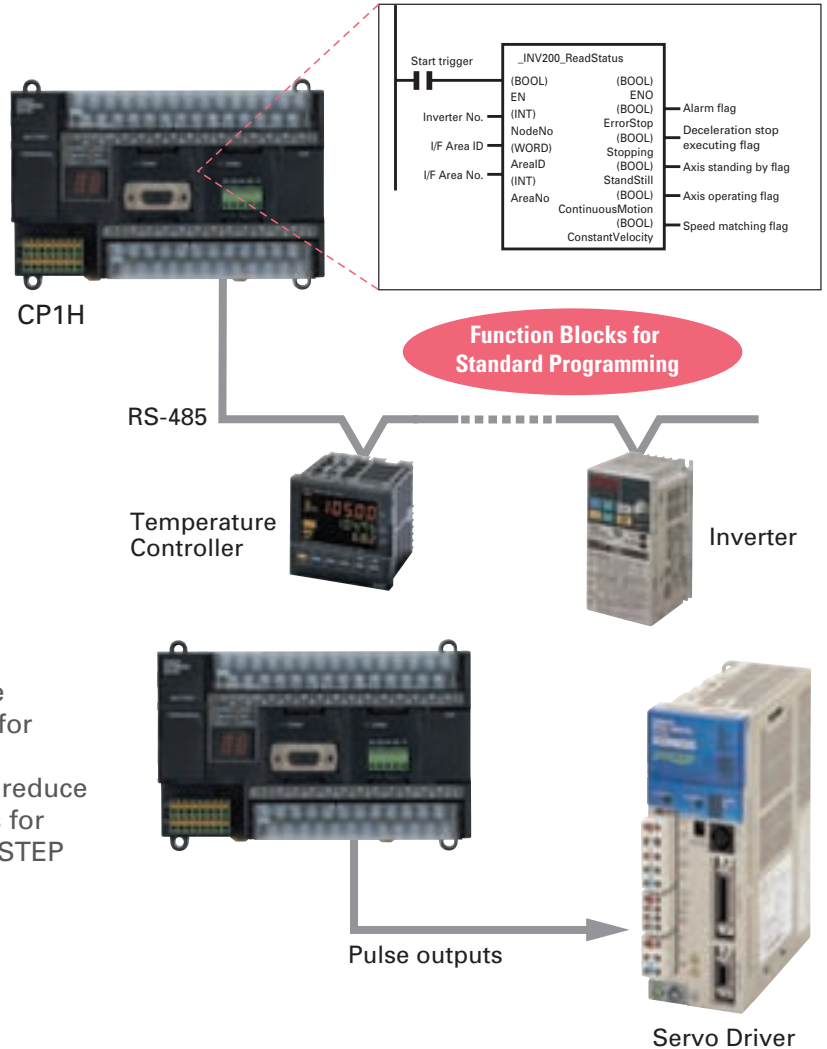 Start trigger
_INV200_ReadStatus
(BOOL) (BOOL)
EN ENO
Inverter No. (INT) (BOOL) Alarm flag
NodeNo ErrorStop
I/F Area ID (WORD) (BOOL) Deceleration stop
executing flag
AreaID Stopping
I/F Area No. (INT) (BOOL) Axis standing by flag
AreaNo StandStill
(BOOL) Axis operating flag
ContinuousMotion
(BOOL) Speed matching flag
ConstantVelocity
CP1H
Function Blocks for
Standard Programming
RS-485
Temperature
Controller
Inverter
e
for
reduce
for
STEP
Pulse outputs
Servo Driver